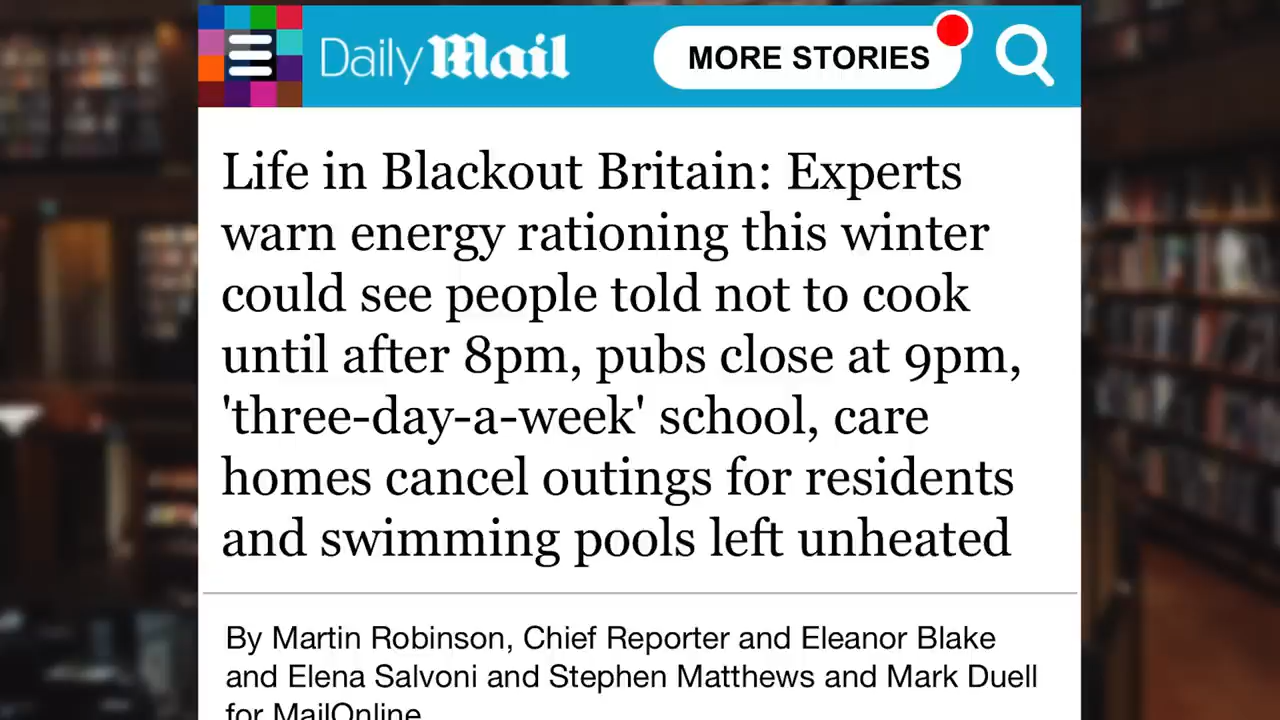 Daily Mail
MORE STORIES
Life in Blackout Britain: Experts
warn energy rationing this winter
could see people told not to cook
until after 8pm, pubs close at 9pm,
'three-day-a-week' school, care
homes cancel outings for residents
and swimming pools left unheated
By Martin Robinson, Chief Reporter and Eleanor Blake
and Elena Salvoni and Stephen Matthews and Mark Duell
for MailOnline